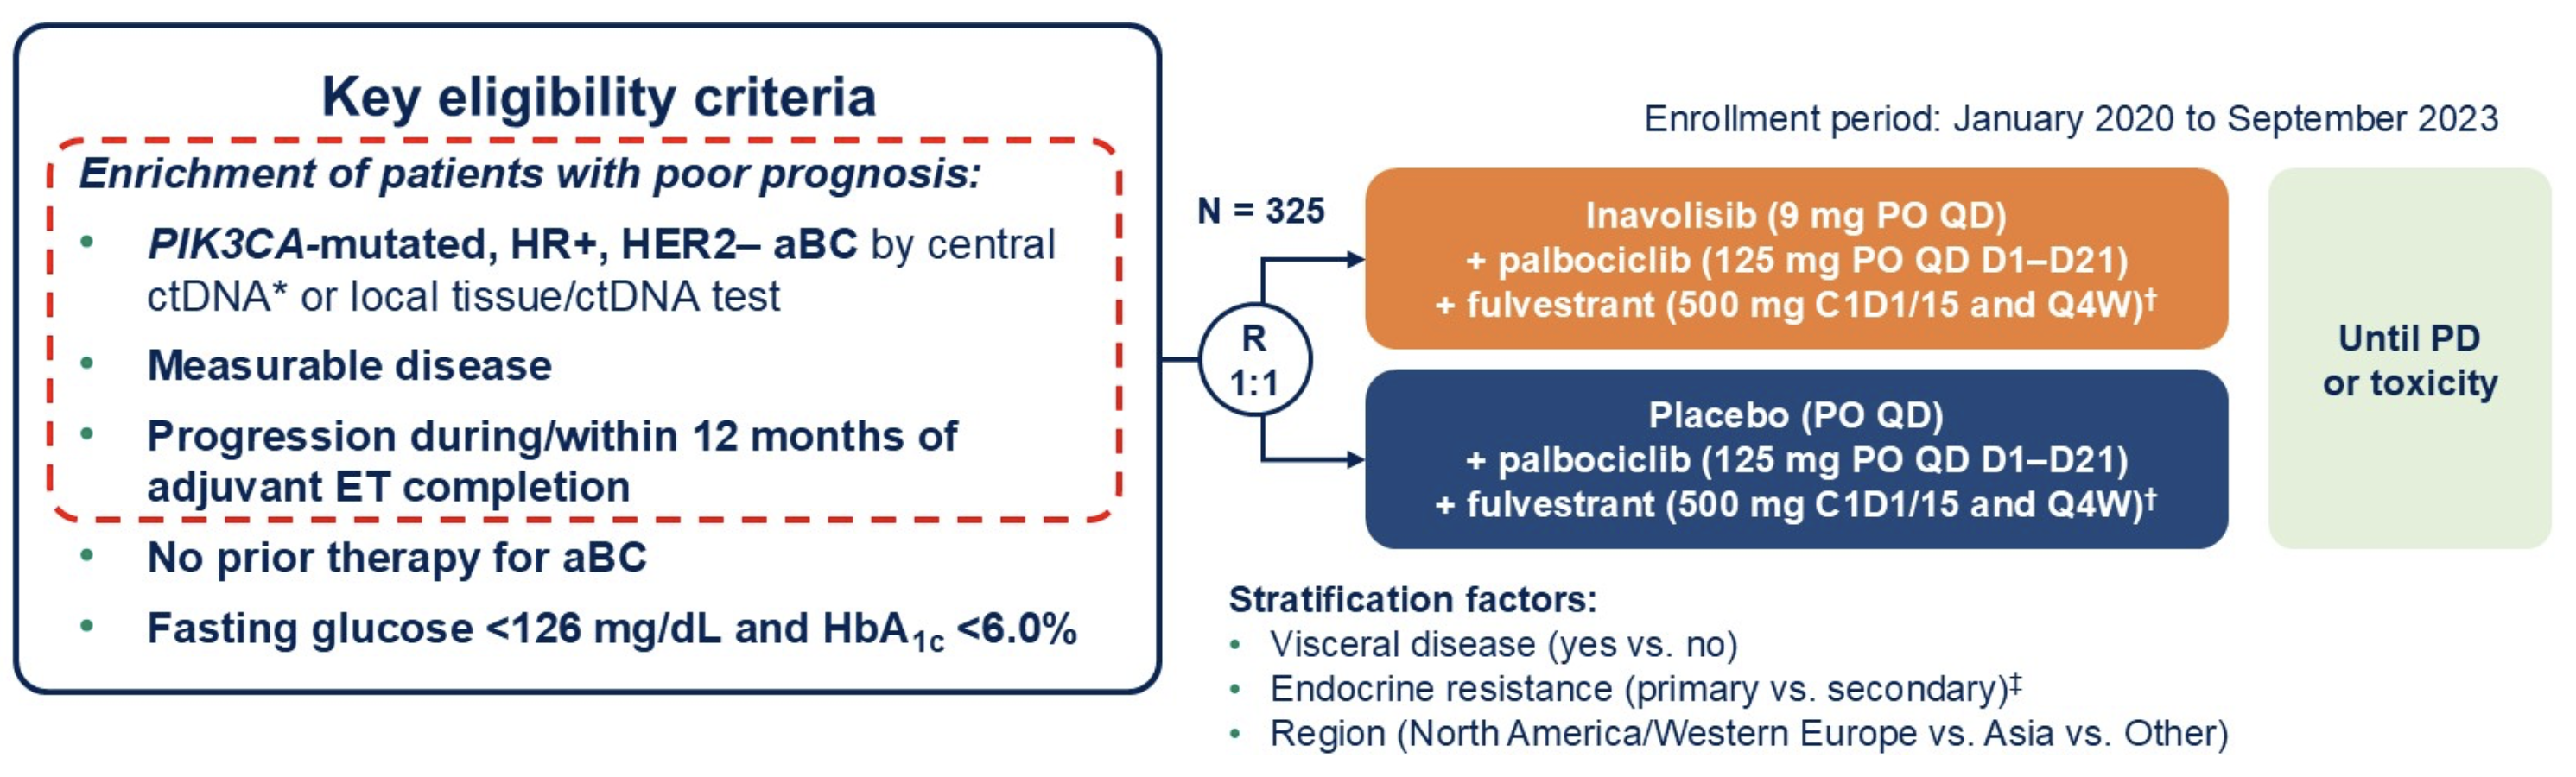 Key eligibility criteria
Enrichment of patients with poor prognosis:
• PIK3CA-mutated, HR+, HER2– aBC by central
ctDNA* or local tissue/ctDNA test
• Measurable disease
• Progression during/within 12 months of
adjuvant ET completion
• No prior therapy for aBC
• Fasting glucose <126 mg/dL and HbA1c <6.0%
N = 325
R
1:1
Enrollment period: January 2020 to September 2023
Inavolisib (9 mg PO QD)
+ palbociclib (125 mg PO QD D1–D21)
+ fulvestrant (500 mg C1D1/15 and Q4W)†
Placebo (PO QD)
+ palbociclib (125 mg PO QD D1–D21)
+ fulvestrant (500 mg C1D1/15 and Q4W)†
Until PD
or toxicity
Stratification factors:
• Visceral disease (yes vs. no)
• Endocrine resistance (primary vs. secondary)‡
• Region (North America/Western Europe vs. Asia vs. Other)